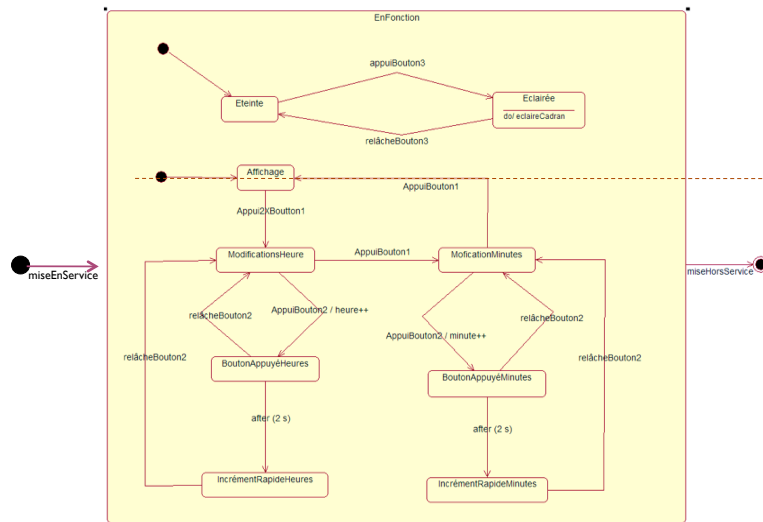 EnFonction
appuiBouton3
Eteinte
Eclairée
do/ eclaireCadran
relâcheBouton3
Affichage
AppuiBouton1
Appui2XBoutton1
ModificationsHeure
AppuiBouton1
MoficationMinutes
miseEnService
miseHorsService
relâcheBouton2
AppuiBouton2 / heure++
relâcheBouton2
AppuiBouton2 / minute++
relâcheBouton2
relâcheBouton2
BoutonAppuyéHeures
BoutonAppuyéMinutes
after (2 s)
after (2 s)
IncrémentRapideHeures
IncrémentRapideMinutes